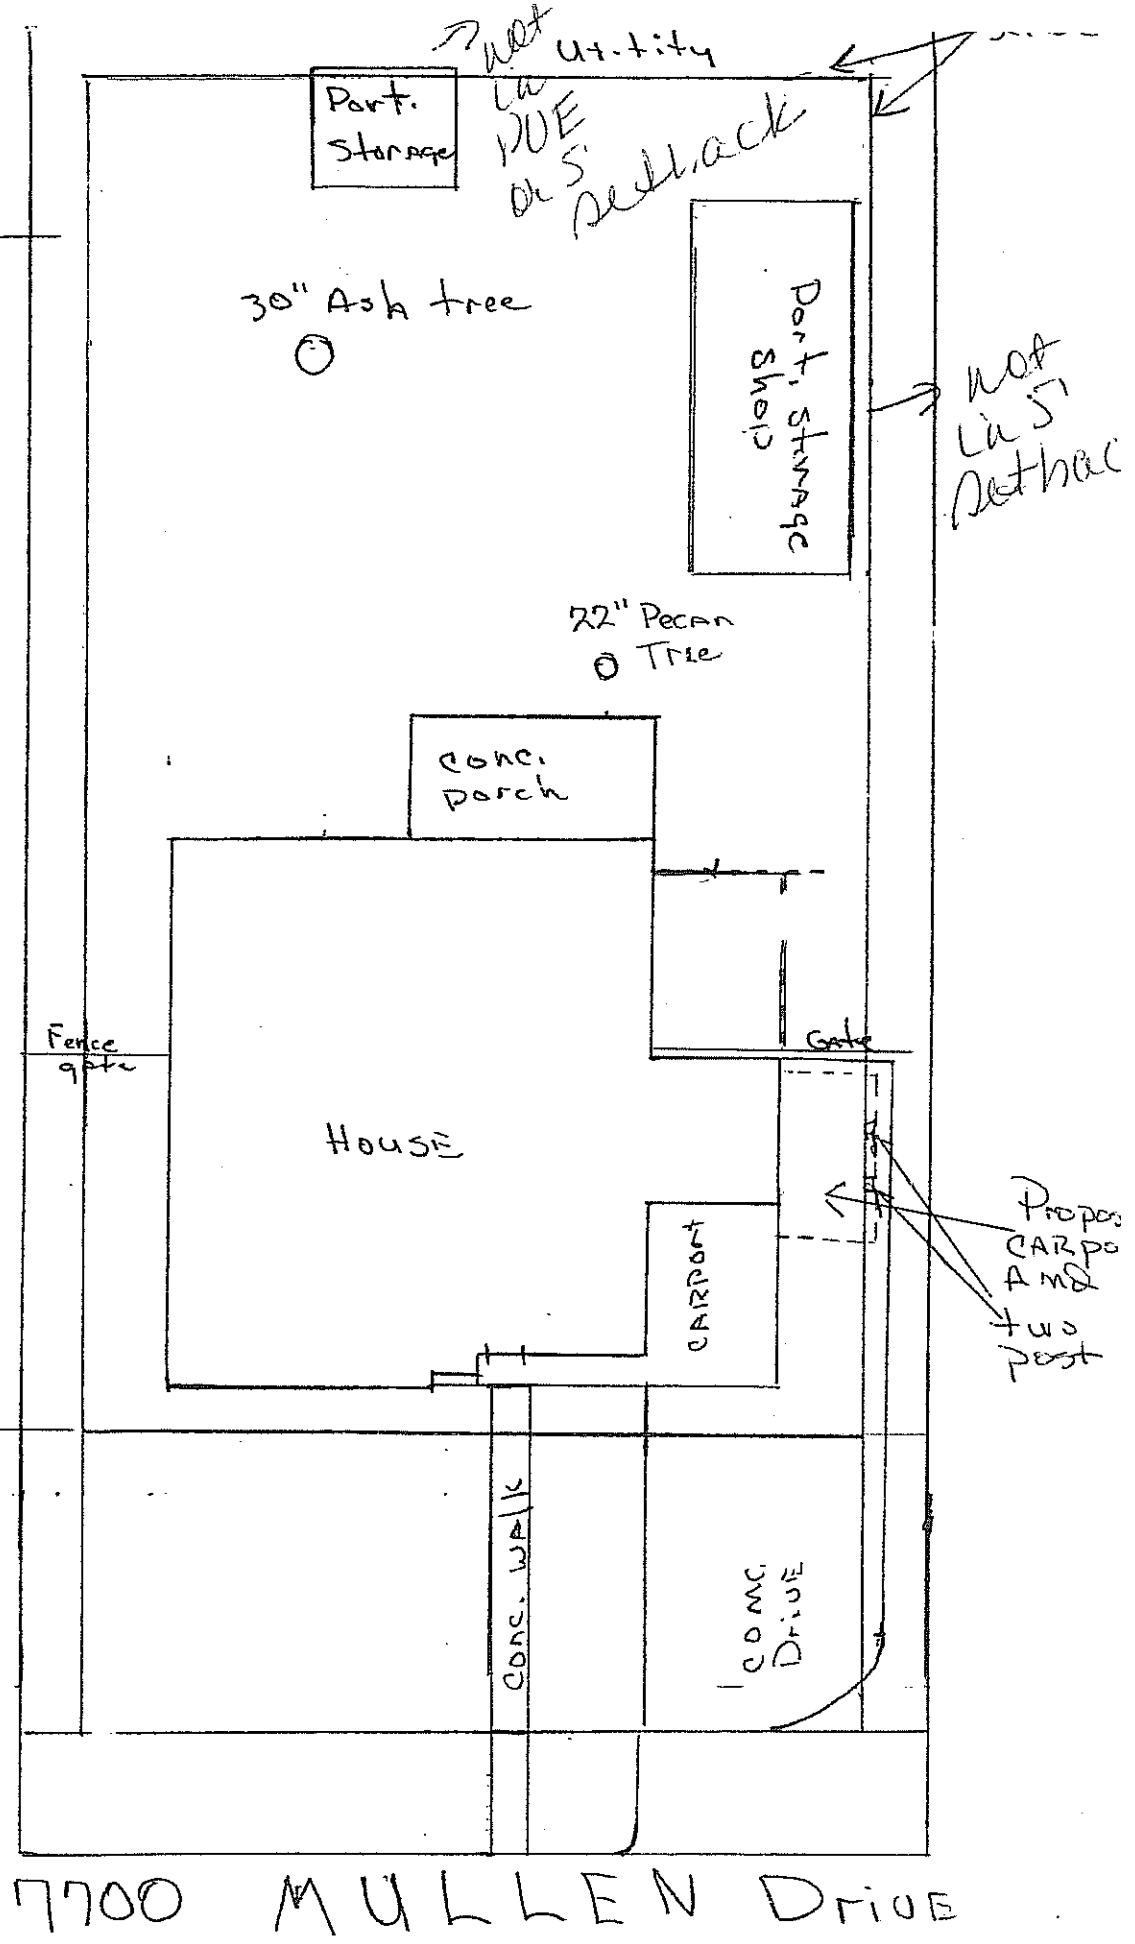 not
in
PUE
or 5'
setback
Utility
Port.
Storage
30" Ash tree
Port. Storage
Shop
not
in 5'
setbac
22" Pecan
Tree
conc.
porch
Fence
gate
Gate
HOUSE
CARPORT
Propos
CARPO
AND
two
post
Conc. WALK
CONC.
Drive
7700 MULLEN Drive